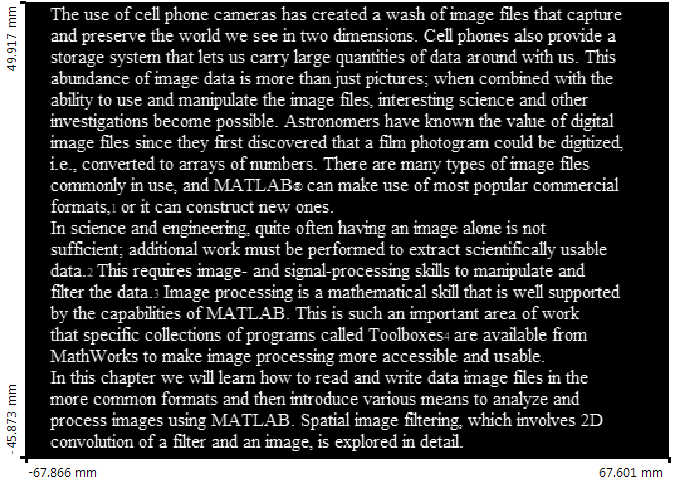 The use of cell phone cameras has created a wash of image files that capture
and preserve the world we see in two dimensions. Cell phones also provide a
storage system that lets us carry large quantities of data around with us. This
abundance of image data is more than just pictures; when combined with the
ability to use and manipulate the image files, interesting science and other
investigations become possible. Astronomers have known the value of digital
image files since they first discovered that a film photogram could be digitized,
i.e., converted to arrays of numbers. There are many types of image files
commonly in use, and MATLAB® can make use of most popular commercial
formats,1 or it can construct new ones.
In science and engineering, quite often having an image alone is not
sufficient; additional work must be performed to extract scientifically usable
data.2 This requires image- and signal-processing skills to manipulate and
filter the data.3 Image processing is a mathematical skill that is well supported
by the capabilities of MATLAB. This is such an important area of work
that specific collections of programs called Toolboxes4 are available from
MathWorks to make image processing more accessible and usable.
In this chapter we will learn how to read and write data image files in the
more common formats and then introduce various means to analyze and
process images using MATLAB. Spatial image filtering, which involves 2D
convolution of a filter and an image, is explored in detail.
49.917 mm
-45.873 mm
-67.866 mm
67.601 mm